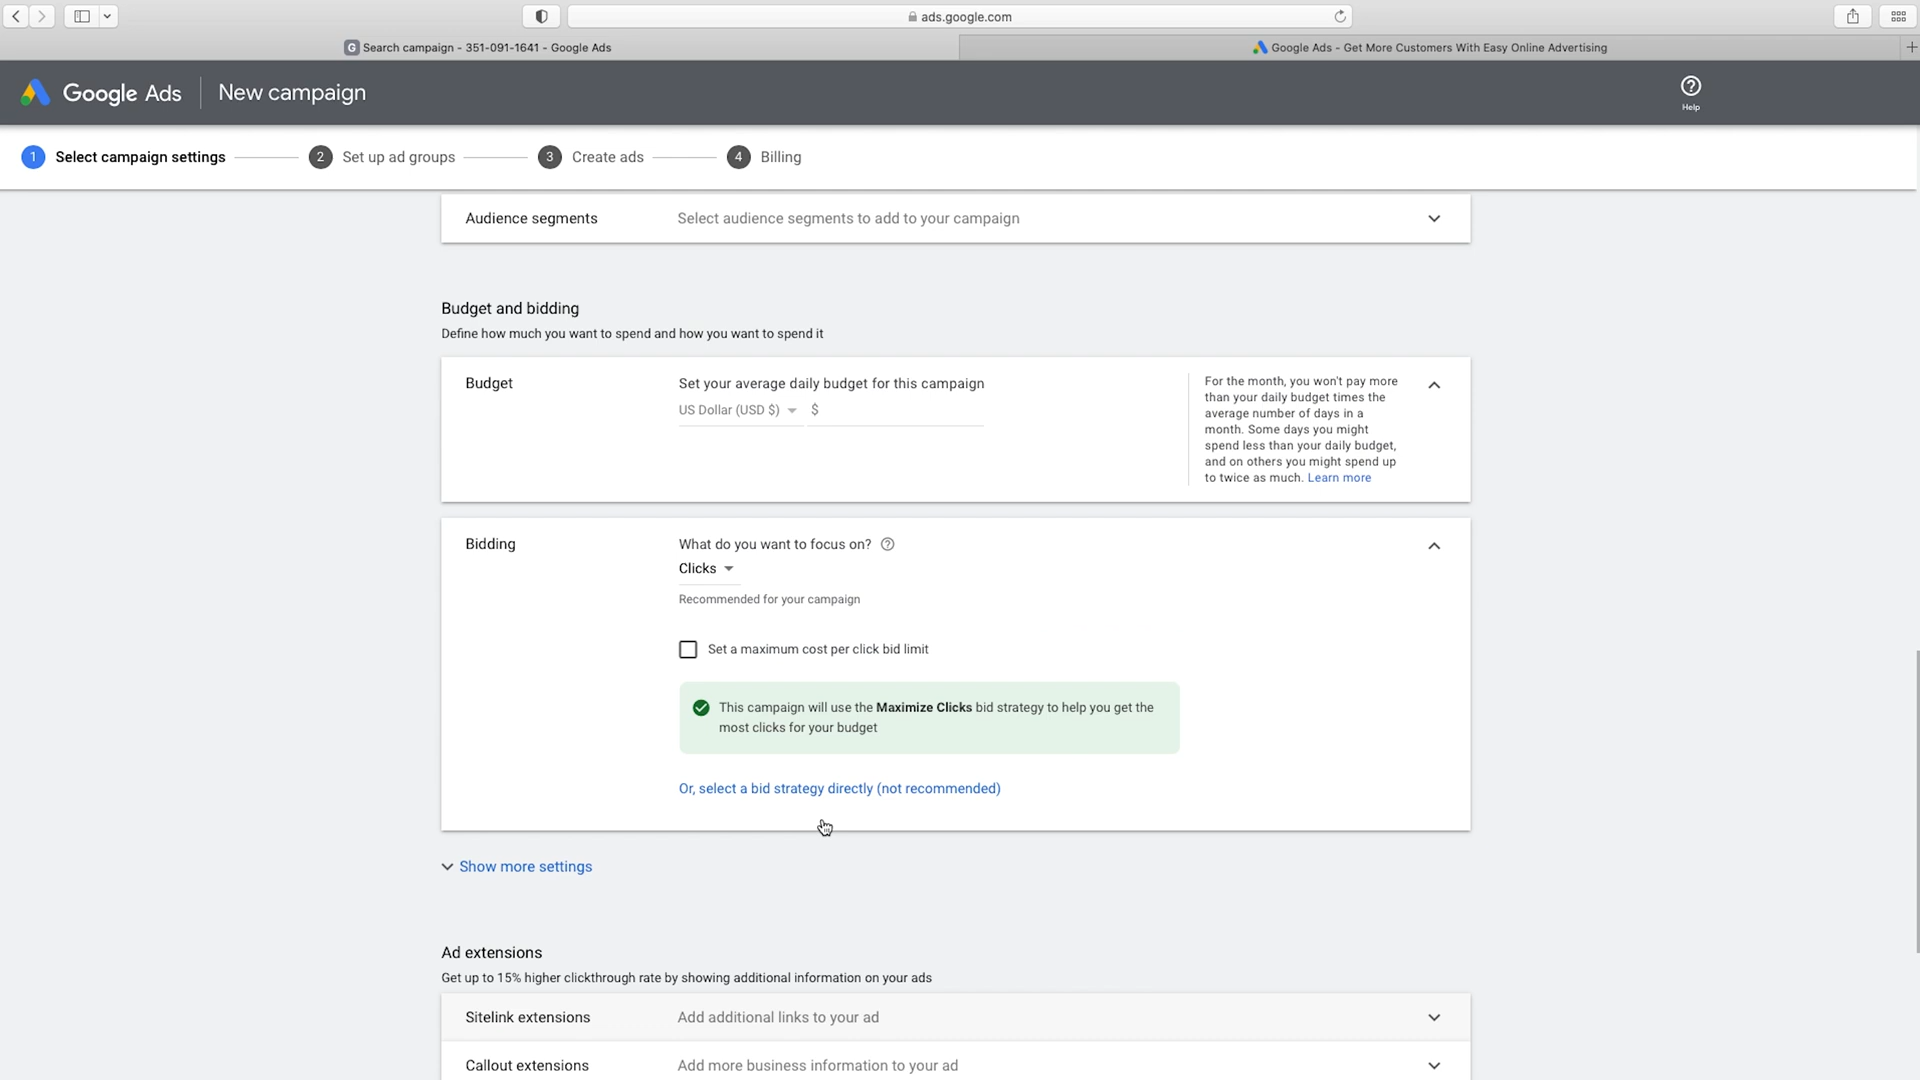 ads.google.com
G Search campaign - 351-091-1641 - Google Ads
Google Ads - Get More Customers With Easy Online Advertising
Google Ads
New campaign
Help
1 Select campaign settings
2 Set up ad groups
3 Create ads
4 Billing
Audience segments
Select audience segments to add to your campaign
Budget and bidding
Define how much you want to spend and how you want to spend it
Budget
Set your average daily budget for this campaign
US Dollar (USD $)
$
For the month, you won't pay more
than your daily budget times the
average number of days in a
month. Some days you might
spend less than your daily budget,
and on others you might spend up
to twice as much. Learn more
Bidding
What do you want to focus on?
Clicks
Recommended for your campaign
Set a maximum cost per click bid limit
This campaign will use the Maximize Clicks bid strategy to help you get the
most clicks for your budget
Or, select a bid strategy directly (not recommended)
Show more settings
Ad extensions
Get up to 15% higher clickthrough rate by showing additional information on your ads
Sitelink extensions
Add additional links to your ad
Callout extensions
Add more business information to your ad